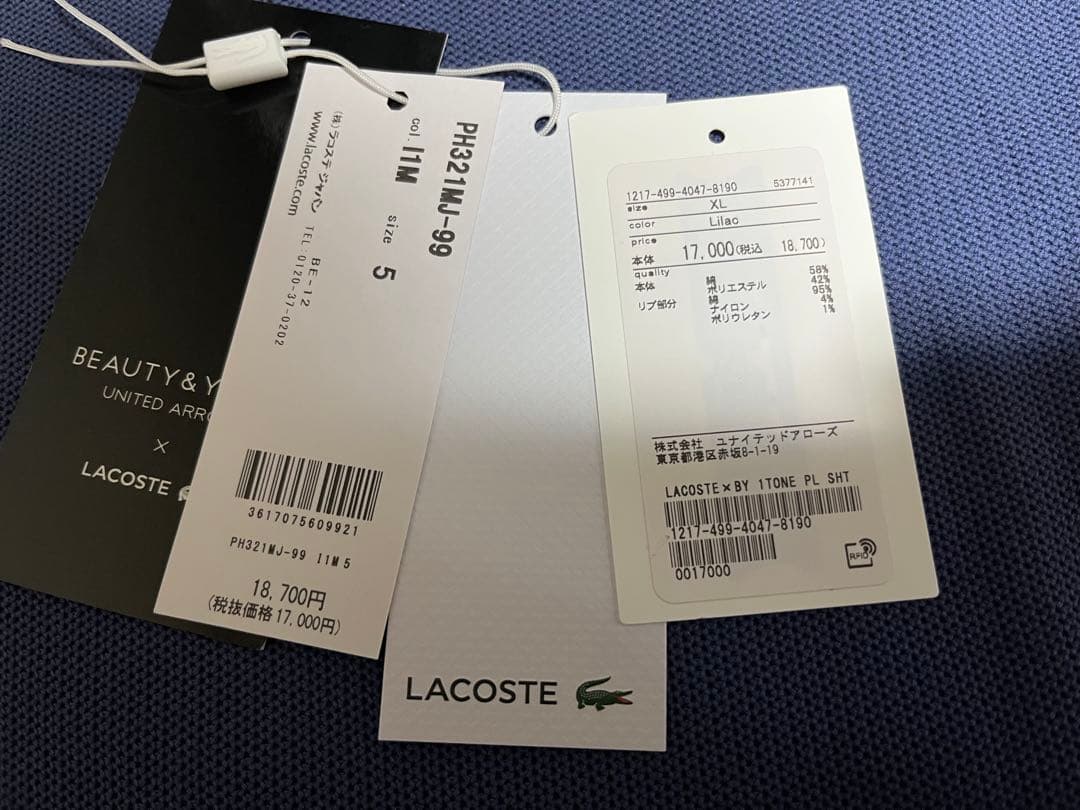 BEAUTY & Y
UNITED ARRO
×
LACOSTE
PH321MJ-99
col. I1M size 5
(株)ラコステ ジャパン BE-12
www.lacoste.com TEL:0120-37-0202
3617075609921
PH321MJ-99 I1M 5
18,700円
(税抜価格17,000円)
LACOSTE
1217-499-4047-8190 5377141
size XL
color Lilac
price
本体 17,000(税込 18,700)
quality
本体 綿 58%
ポリエステル 42%
リブ部分 綿 95%
ナイロン 4%
ポリウレタン 1%
株式会社 ユナイテッドアローズ
東京都港区赤坂8-1-19
LACOSTE×BY 1TONE PL SHT
1217-499-4047-8190
0017000
RFID